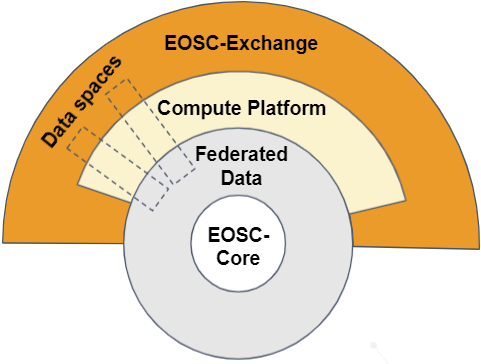 EOSC-Exchange
Data spaces
Compute Platform
Federated
Data
EOSC-
Core